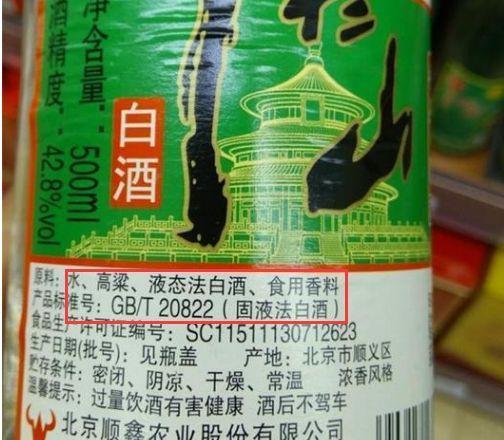 净含量：500ml
酒精度：42.8%vol
山
白酒
原料：水、高粱、液态法白酒、食用香料
产品标准号：GB/T 20822（固液法白酒）
食品生产许可证编号：SC11511130712623
生产日期(批号)：见瓶盖 产地：北京市顺义区
贮存条件：密闭、阴凉、干燥、常温 浓香风格
温馨提示：过量饮酒有害健康 酒后不驾车
北京顺鑫农业股份有限公司